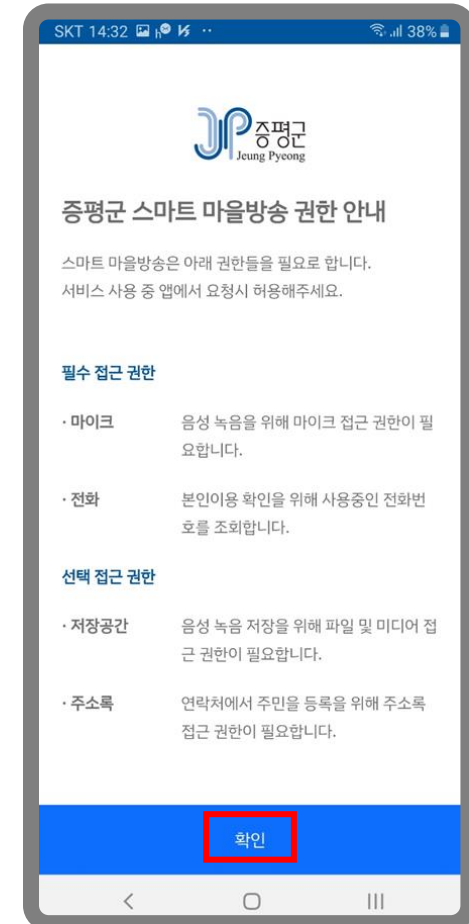 SKT 14:32
38%
증평군
Jeung Pyeong
증평군 스마트 마을방송 권한 안내
스마트 마을방송은 아래 권한들을 필요로 합니다.
서비스 사용 중 앱에서 요청시 허용해주세요.
필수 접근 권한
· 마이크
음성 녹음을 위해 마이크 접근 권한이 필
요합니다.
· 전화
본인이용 확인을 위해 사용중인 전화번
호를 조회합니다.
선택 접근 권한
· 저장공간
음성 녹음 저장을 위해 파일 및 미디어 접
근 권한이 필요합니다.
· 주소록
연락처에서 주민을 등록을 위해 주소록
접근 권한이 필요합니다.
확인